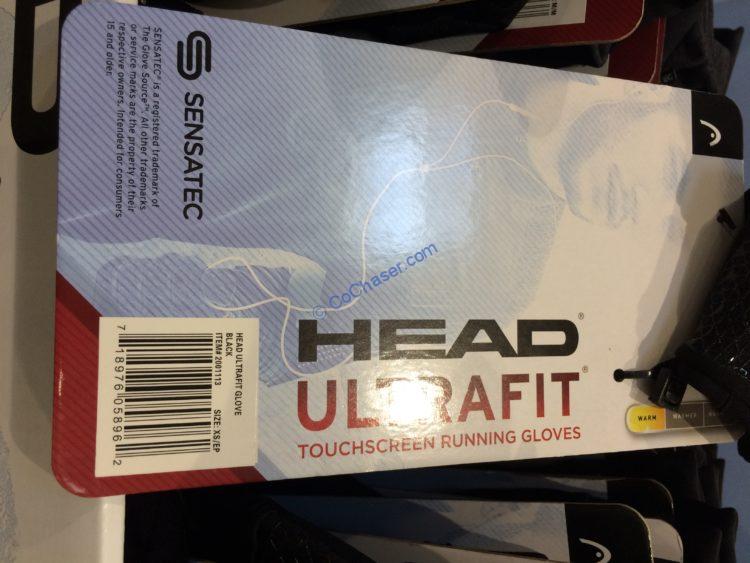 SENSATEC
SENSATEC® is a registered trademark of
The Glove Source™. All other trademarks
or service marks are the property of their
respective owners. Intended for consumers
15 and older.
© CoChaser.com
HEAD®
ULTRAFIT®
TOUCHSCREEN RUNNING GLOVES
WARM WARMER
HEAD ULTRAFIT GLOVE
BLACK
ITEM# 2001113 SIZE: XS/EP
7 18976 05896 2